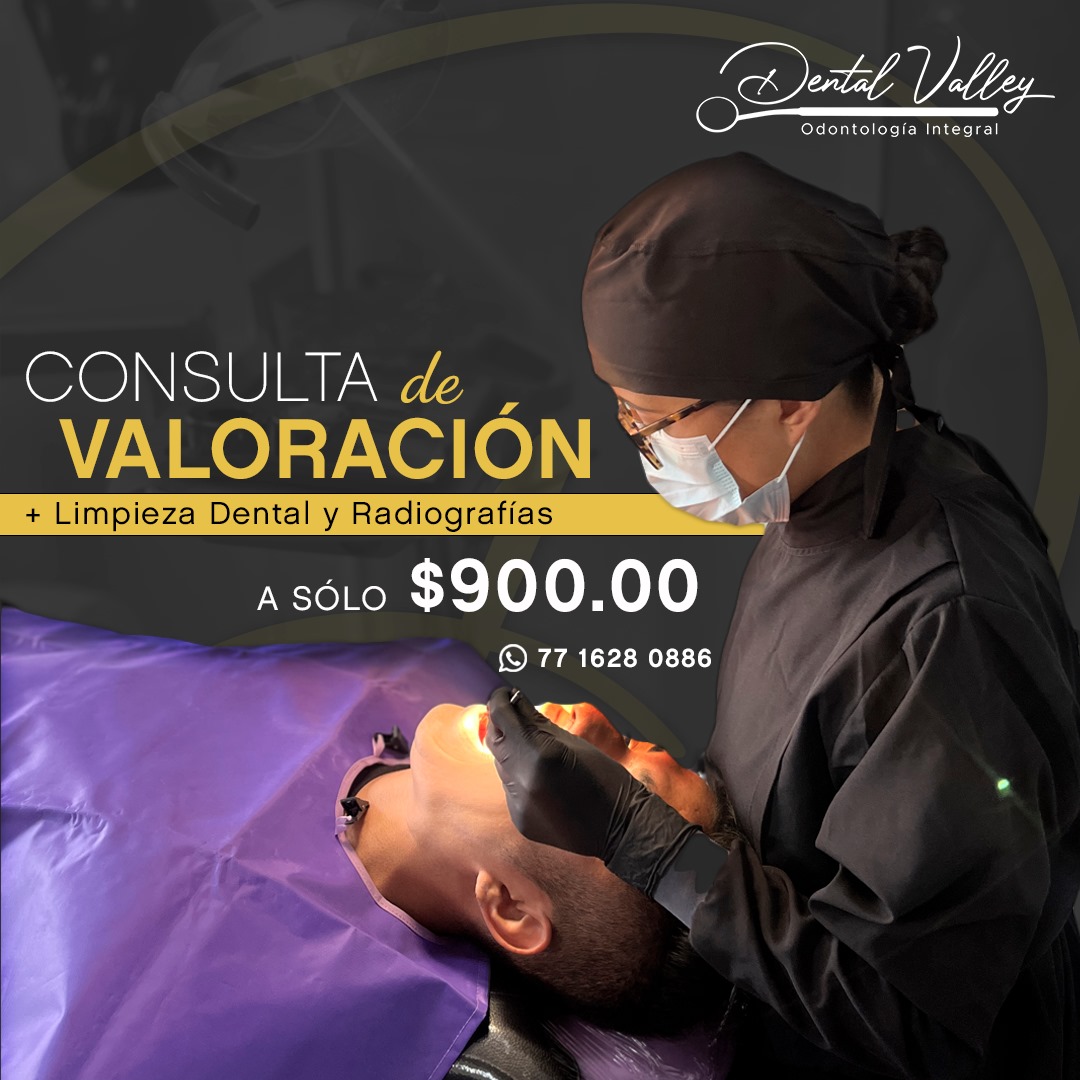 Dental Valley
Odontología Integral
CONSULTA de
VALORACIÓN
+ Limpieza Dental y Radiografías
A SÓLO $900.00
77 1628 0886